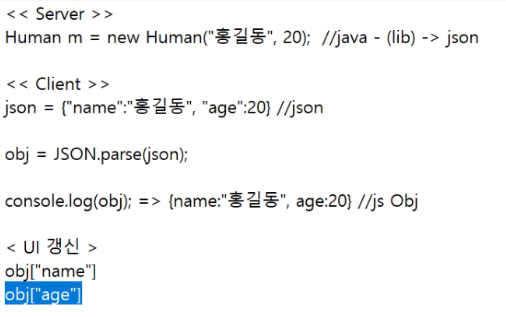 << Server >>
Human m = new Human("홍길동", 20);  //java - (lib) -> json
<< Client >>
json = {"name":"홍길동", "age":20} //json
obj = JSON.parse(json);
console.log(obj); => {name:"홍길동", age:20} //js Obj
< UI 갱신 >
obj["name"]
obj["age"]